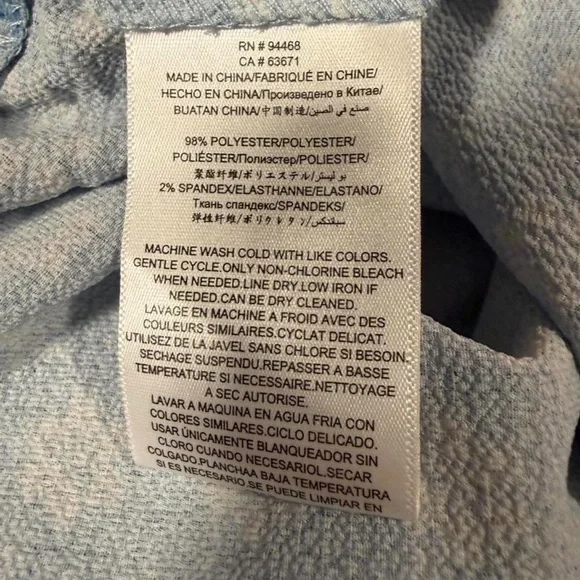 RN # 94468
CA # 63671
MADE IN CHINA/FABRIQUÉ EN CHINE/
HECHO EN CHINA/Произведено в Китае/
BUATAN CHINA/中国制造/صنع في الصين/
98% POLYESTER/POLYESTER/
POLIÉSTER/Полиэстер/POLIESTER/
聚酯纤维/ポリエステル/بوليستر/
2% SPANDEX/ELASTHANNE/ELASTANO/
Ткань спандекс/SPANDEKS/
弹性纤维/ポリウレタン/سبقندكس/
MACHINE WASH COLD WITH LIKE COLORS.
GENTLE CYCLE.ONLY NON-CHLORINE BLEACH
WHEN NEEDED.LINE DRY.LOW IRON IF
NEEDED.CAN BE DRY CLEANED.
LAVAGE EN MACHINE A FROID AVEC DES
COULEURS SIMILAIRES.CYCLAT DELICAT.
UTILISEZ DE LA JAVEL SANS CHLORE SI BESOIN.
SECHAGE SUSPENDU.REPASSER A BASSE
TEMPERATURE SI NECESSAIRE.NETTOYAGE
A SEC AUTORISE.
LAVAR A MAQUINA EN AGUA FRIA CON
COLORES SIMILARES.CICLO DELICADO.
USAR ÚNICAMENTE BLANQUEADOR SIN
CLORO CUANDO NECESARIOL.SECAR
COLGADO.PLANCHAA BAJA TEMPERATURA
SI ES NECESARIO.SE PUEDE LIMPIAR EN